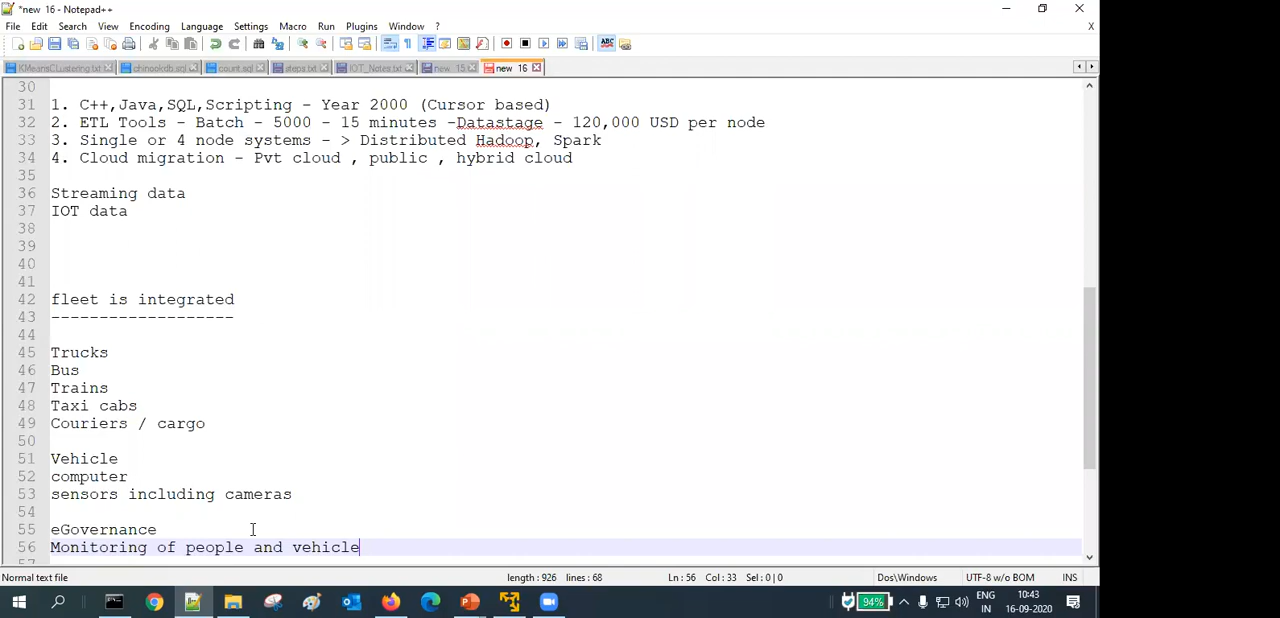 *new 16 - Notepad++
File Edit Search View Encoding Language Settings Macro Run Plugins Window ? X
KMeansCLustering.txt chinookdb.sql count.sql steps.txt IOT_Notes.txt new 15 new 16
30
31 1. C++,Java,SQL,Scripting - Year 2000 (Cursor based)
32 2. ETL Tools - Batch - 5000 - 15 minutes -Datastage - 120,000 USD per node
33 3. Single or 4 node systems - > Distributed Hadoop, Spark
34 4. Cloud migration - Pvt cloud , public , hybrid cloud
35
36 Streaming data
37 IOT data
38
39
40
41
42 fleet is integrated
43 -------------------
44
45 Trucks
46 Bus
47 Trains
48 Taxi cabs
49 Couriers / cargo
50
51 Vehicle
52 computer
53 sensors including cameras
54
55 eGovernance
56 Monitoring of people and vehicle
57
Normal text file length : 926 lines : 68 Ln : 56 Col : 33 Sel : 0 | 0 Dos\Windows UTF-8 w/o BOM INS
94% ENG 10:43
IN 16-09-2020